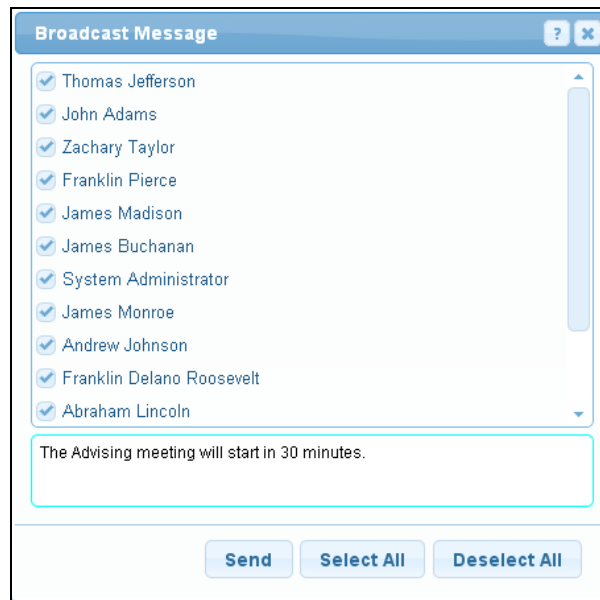 Broadcast Message ?
Thomas Jefferson
John Adams
Zachary Taylor
Franklin Pierce
James Madison
James Buchanan
System Administrator
James Monroe
Andrew Johnson
Franklin Delano Roosevelt
Abraham Lincoln
The Advising meeting will start in 30 minutes.
Send Select All Deselect All